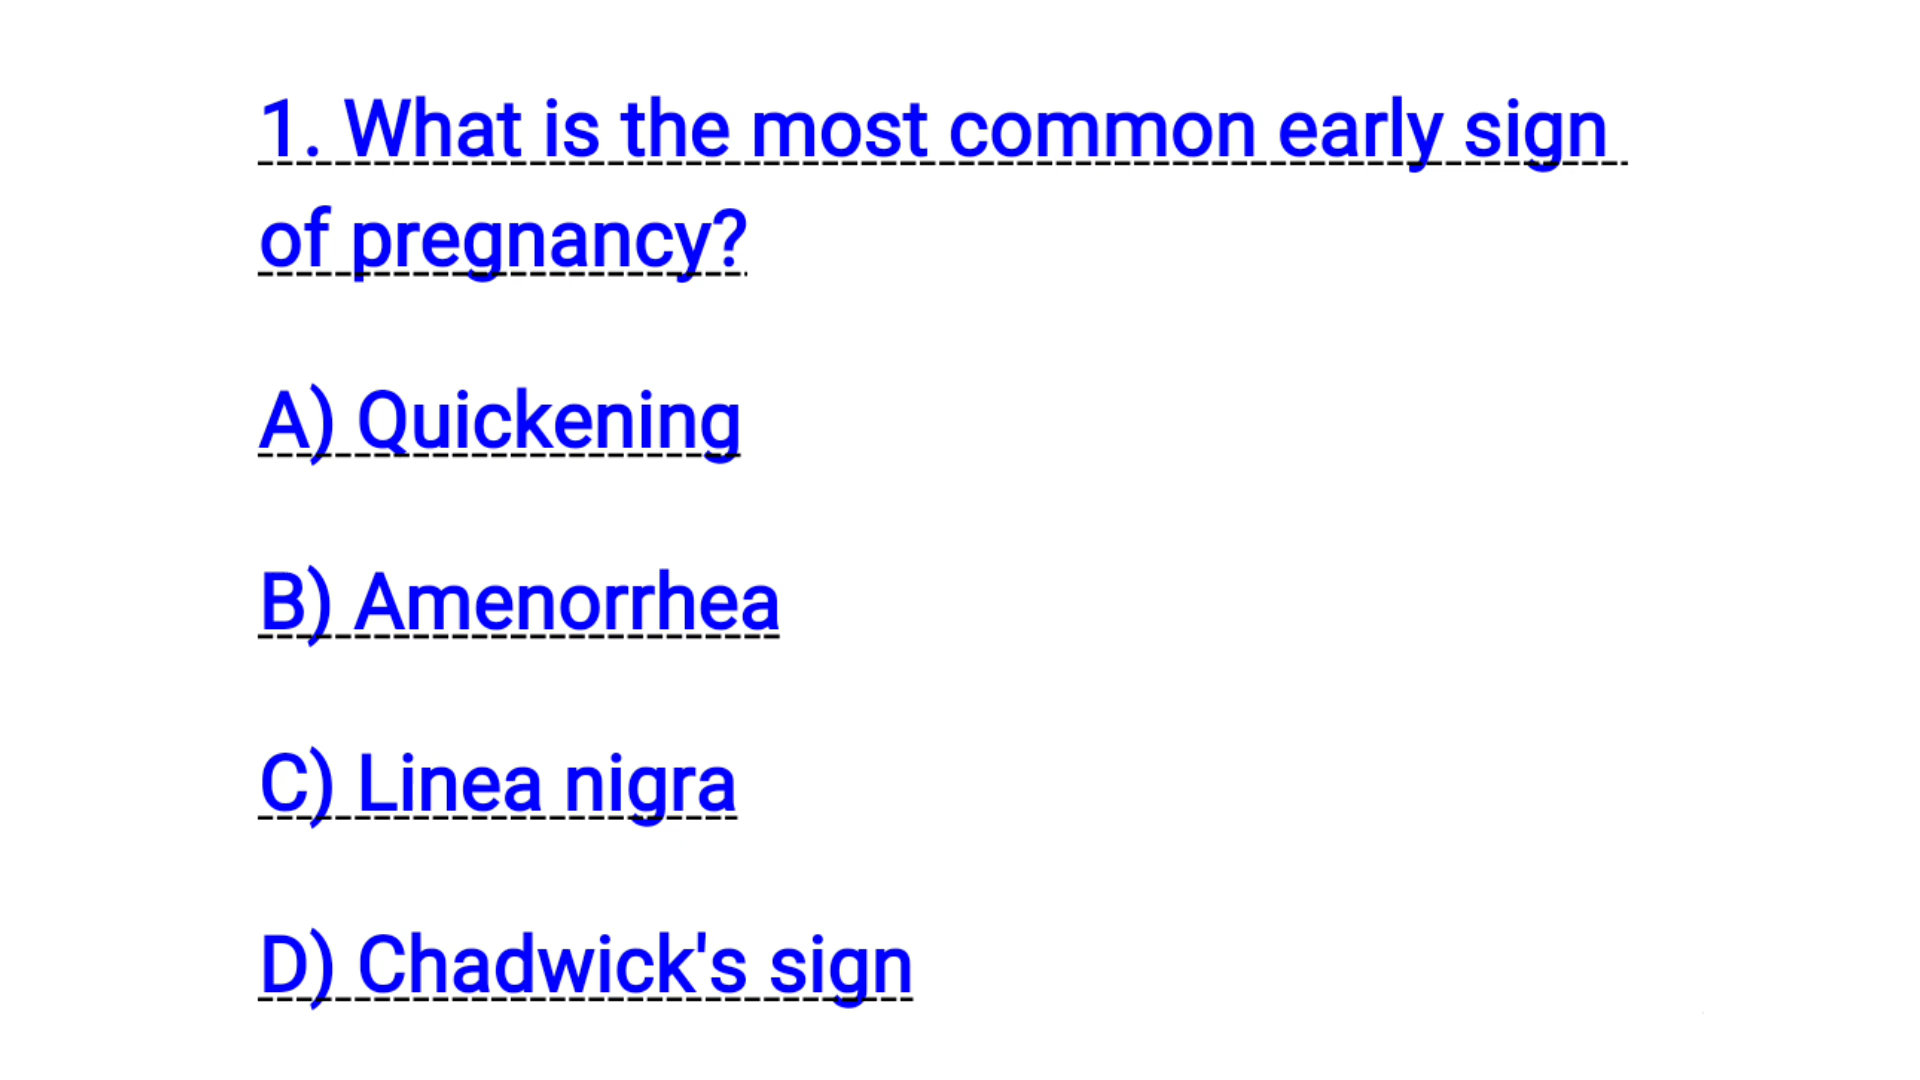 1. What is the most common early sign
of pregnancy?
A) Quickening
B) Amenorrhea
C) Linea nigra
D) Chadwick's sign